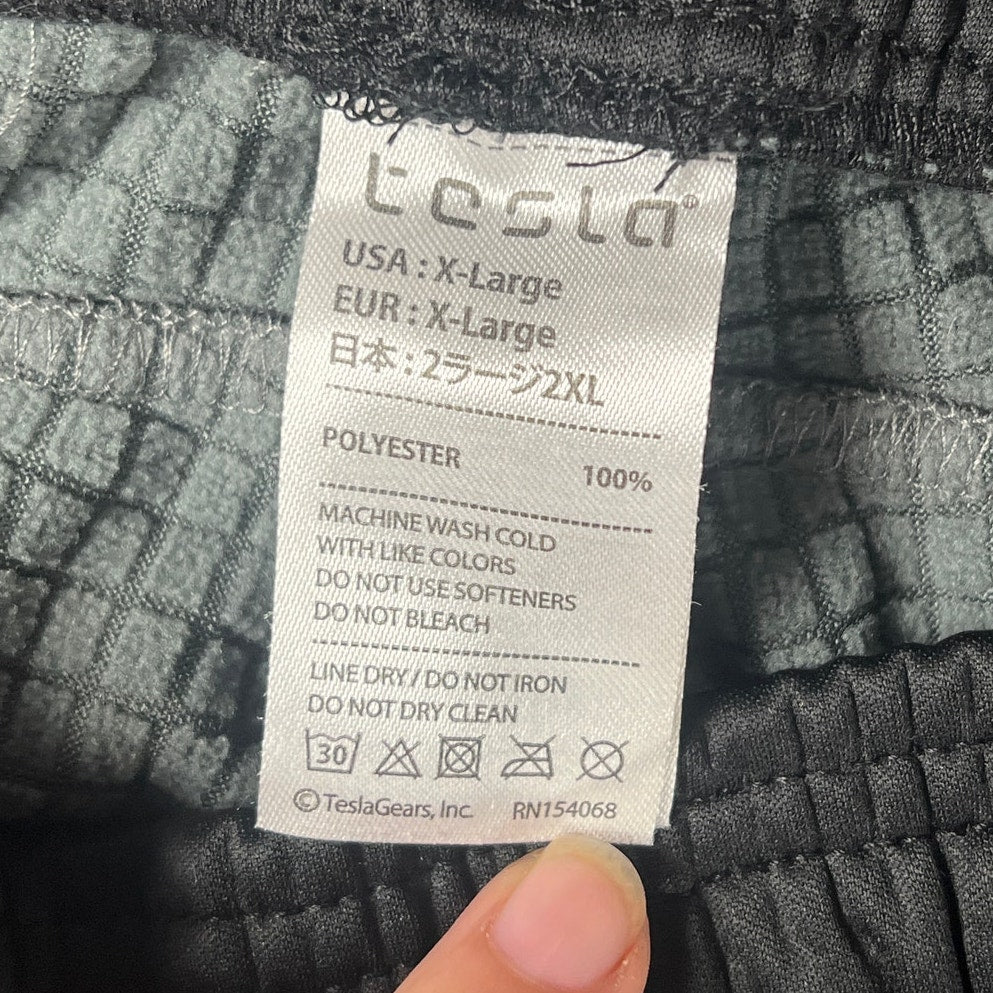 tesla®
USA : X-Large
EUR : X-Large
日本 : 2ラージ2XL
POLYESTER 100%
MACHINE WASH COLD
WITH LIKE COLORS
DO NOT USE SOFTENERS
DO NOT BLEACH
LINE DRY / DO NOT IRON
DO NOT DRY CLEAN
30
© TeslaGears, Inc. RN154068